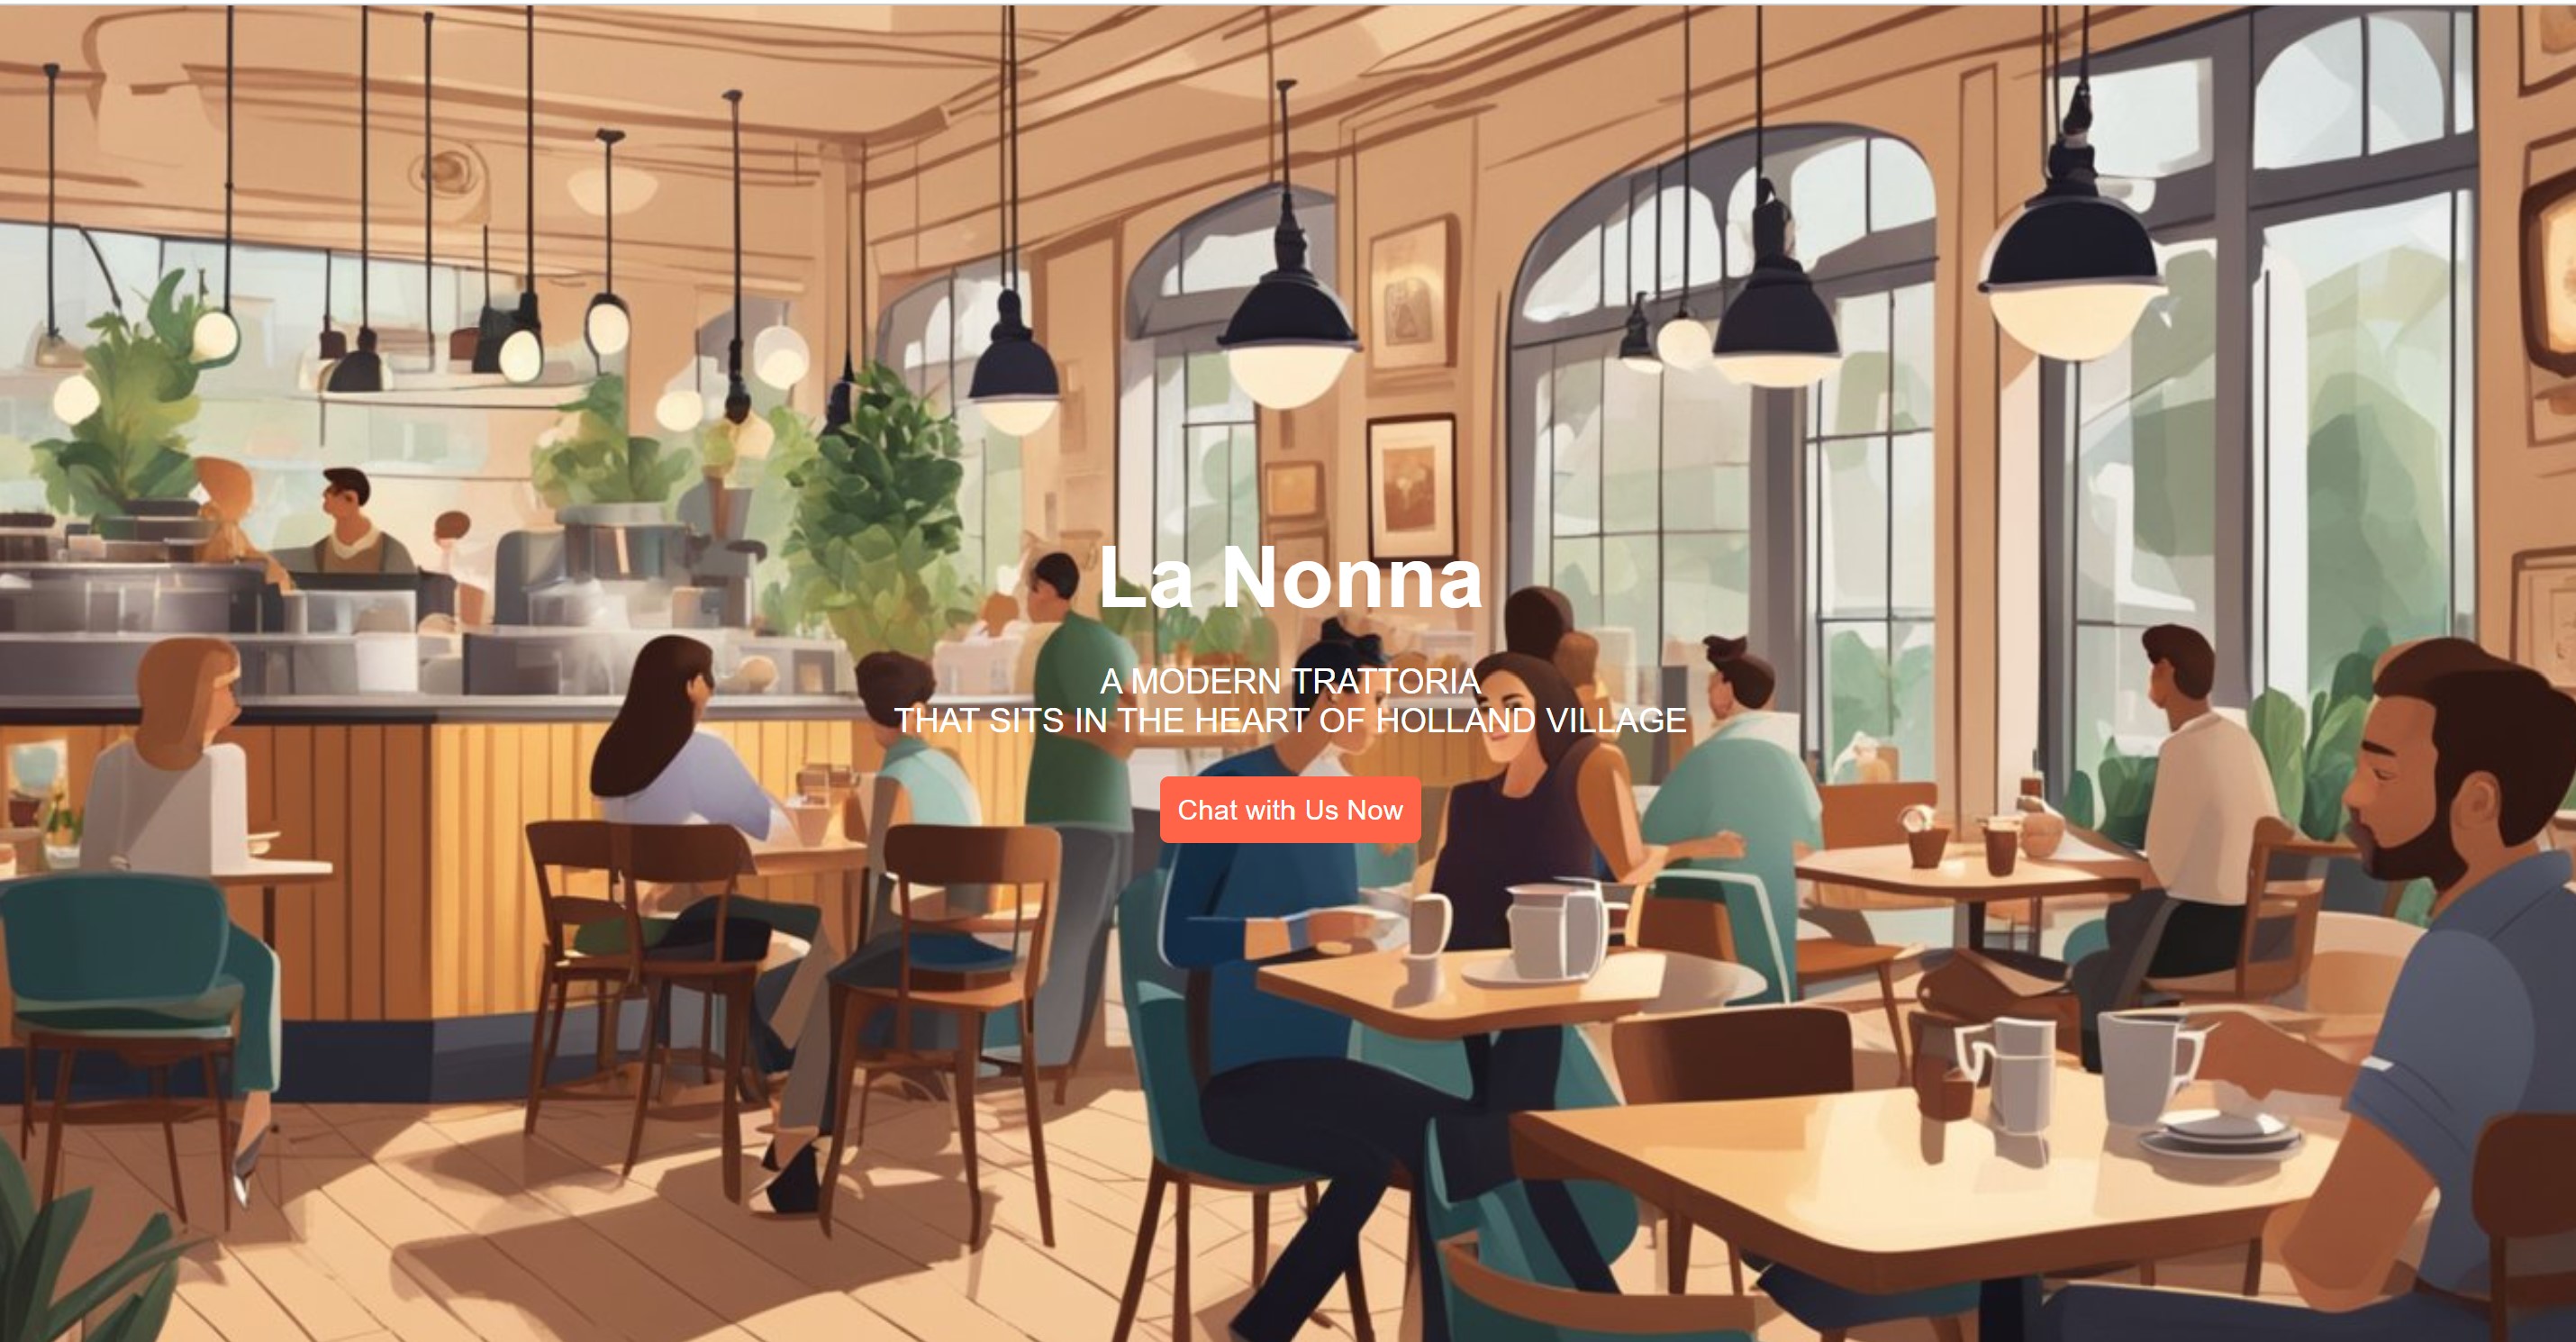 La Nonna
A MODERN TRATTORIA
THAT SITS IN THE HEART OF HOLLAND VILLAGE
Chat with Us Now